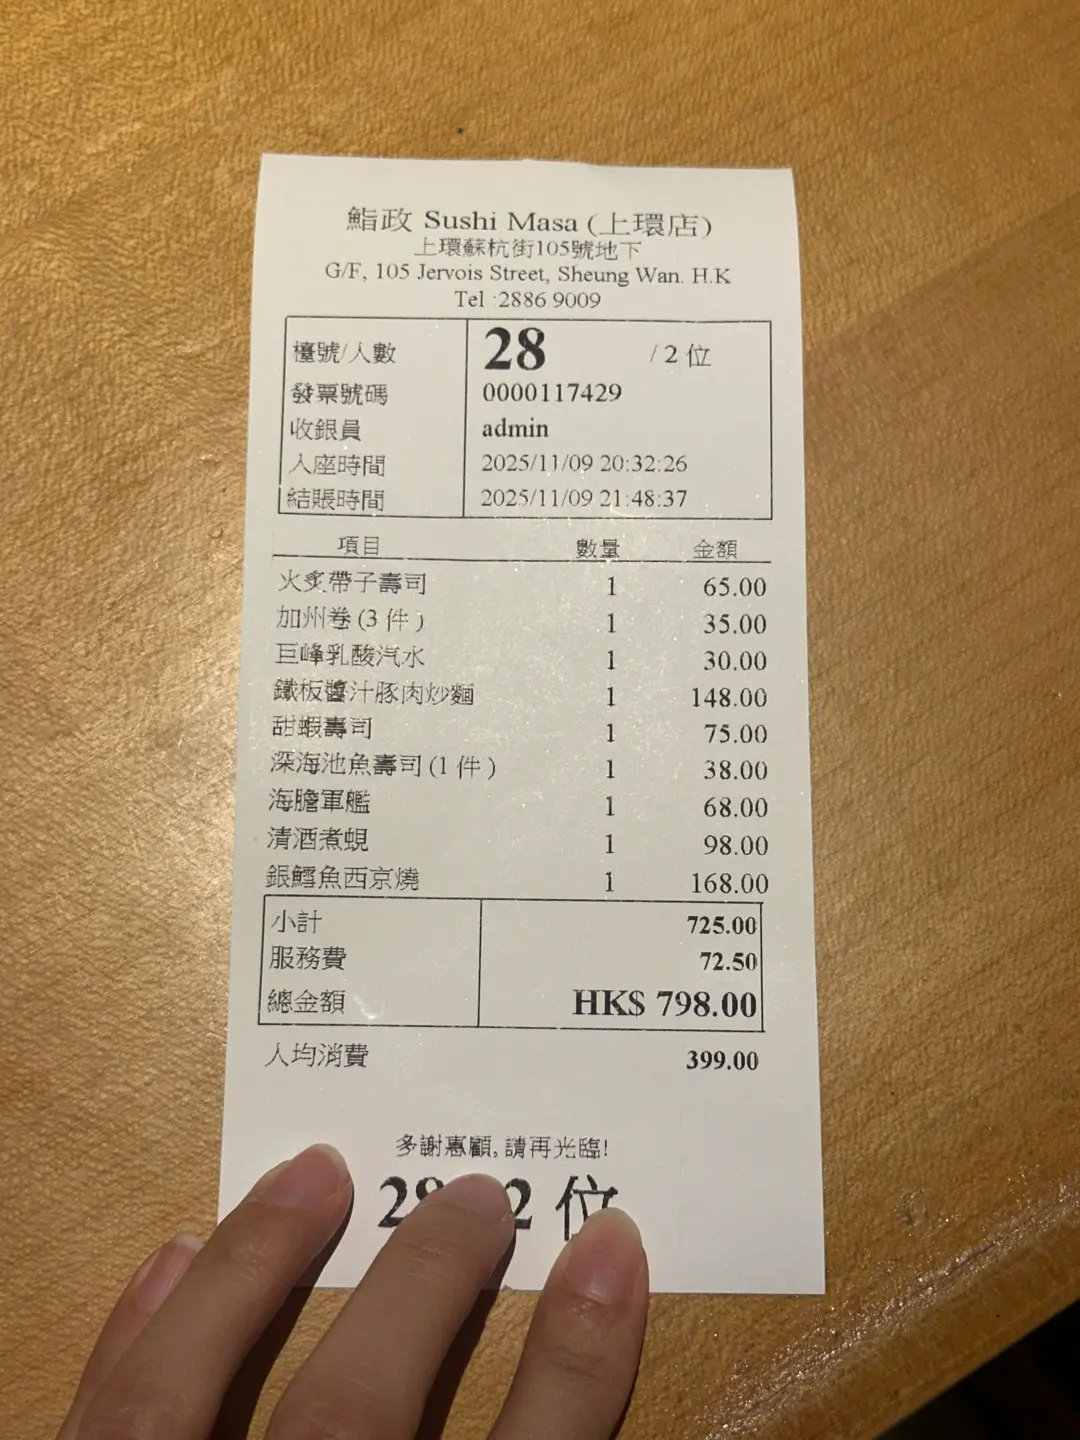 鮨政 Sushi Masa (上環店)
上環蘇杭街105號地下
G/F, 105 Jervois Street, Sheung Wan. H.K
Tel :2886 9009
檯號/人數 28 / 2 位
發票號碼 0000117429
收銀員 admin
入座時間 2025/11/09 20:32:26
結賬時間 2025/11/09 21:48:37
項目 數量 金額
火炙帶子壽司 1 65.00
加州卷 (3 件 ) 1 35.00
巨峰乳酸汽水 1 30.00
鐵板醬汁豚肉炒麵 1 148.00
甜蝦壽司 1 75.00
深海池魚壽司 (1 件 ) 1 38.00
海膽軍艦 1 68.00
清酒煮蜆 1 98.00
銀鱈魚西京燒 1 168.00
小計 725.00
服務費 72.50
總金額 HK$ 798.00
人均消費 399.00
多謝惠顧, 請再光臨!
28 2 位